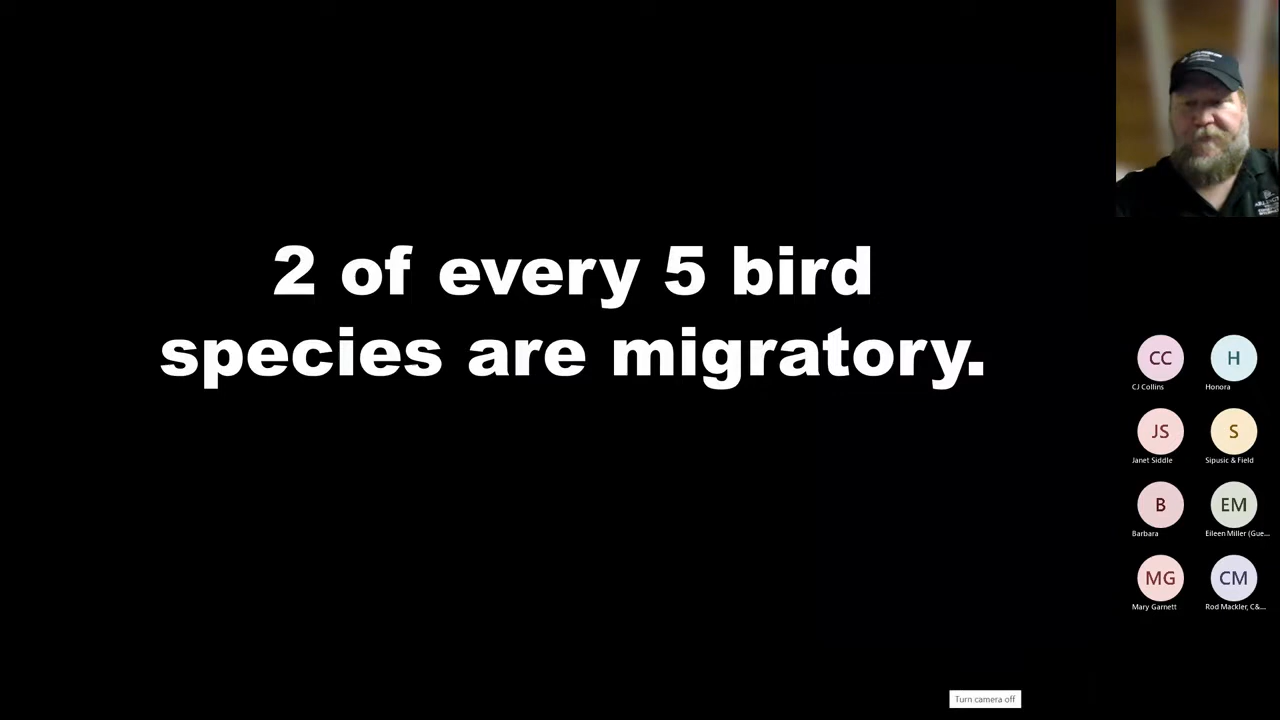 2 of every 5 bird
species are migratory.
CC
H
CJ Collins
Honora
JS
S
Janet Siddle
Sipusic & Field
B
EM
Barbara
Eileen Miller (Gue...
MG
CM
Mary Garnett
Rod Mackler, C&...
Turn camera off